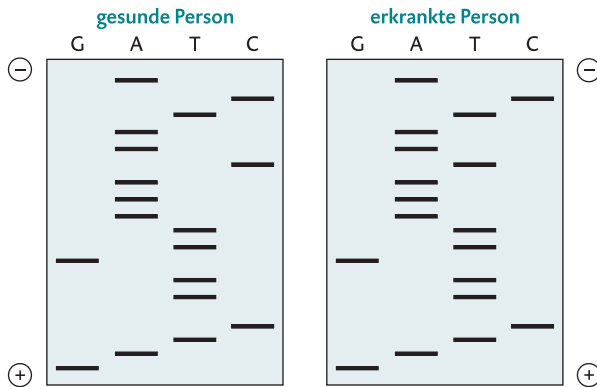 gesunde Person erkrankte Person
G A T C G A T C
− −
+ +